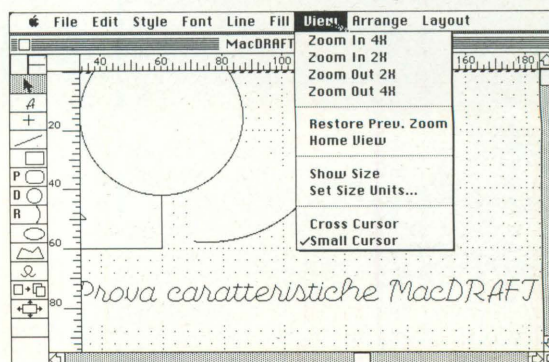 File Edit Style Font Line Fill View Arrange Layout
MacDRAFT
Zoom In 4X
Zoom In 2X
Zoom Out 2X
Zoom Out 4X
Restore Prev. Zoom
Home View
Show Size
Set Size Units...
Cross Cursor
✓Small Cursor
40 60 80 100 160 180
20
40
60
80
A
P
D
R
Prova caratteristiche MacDRAFT